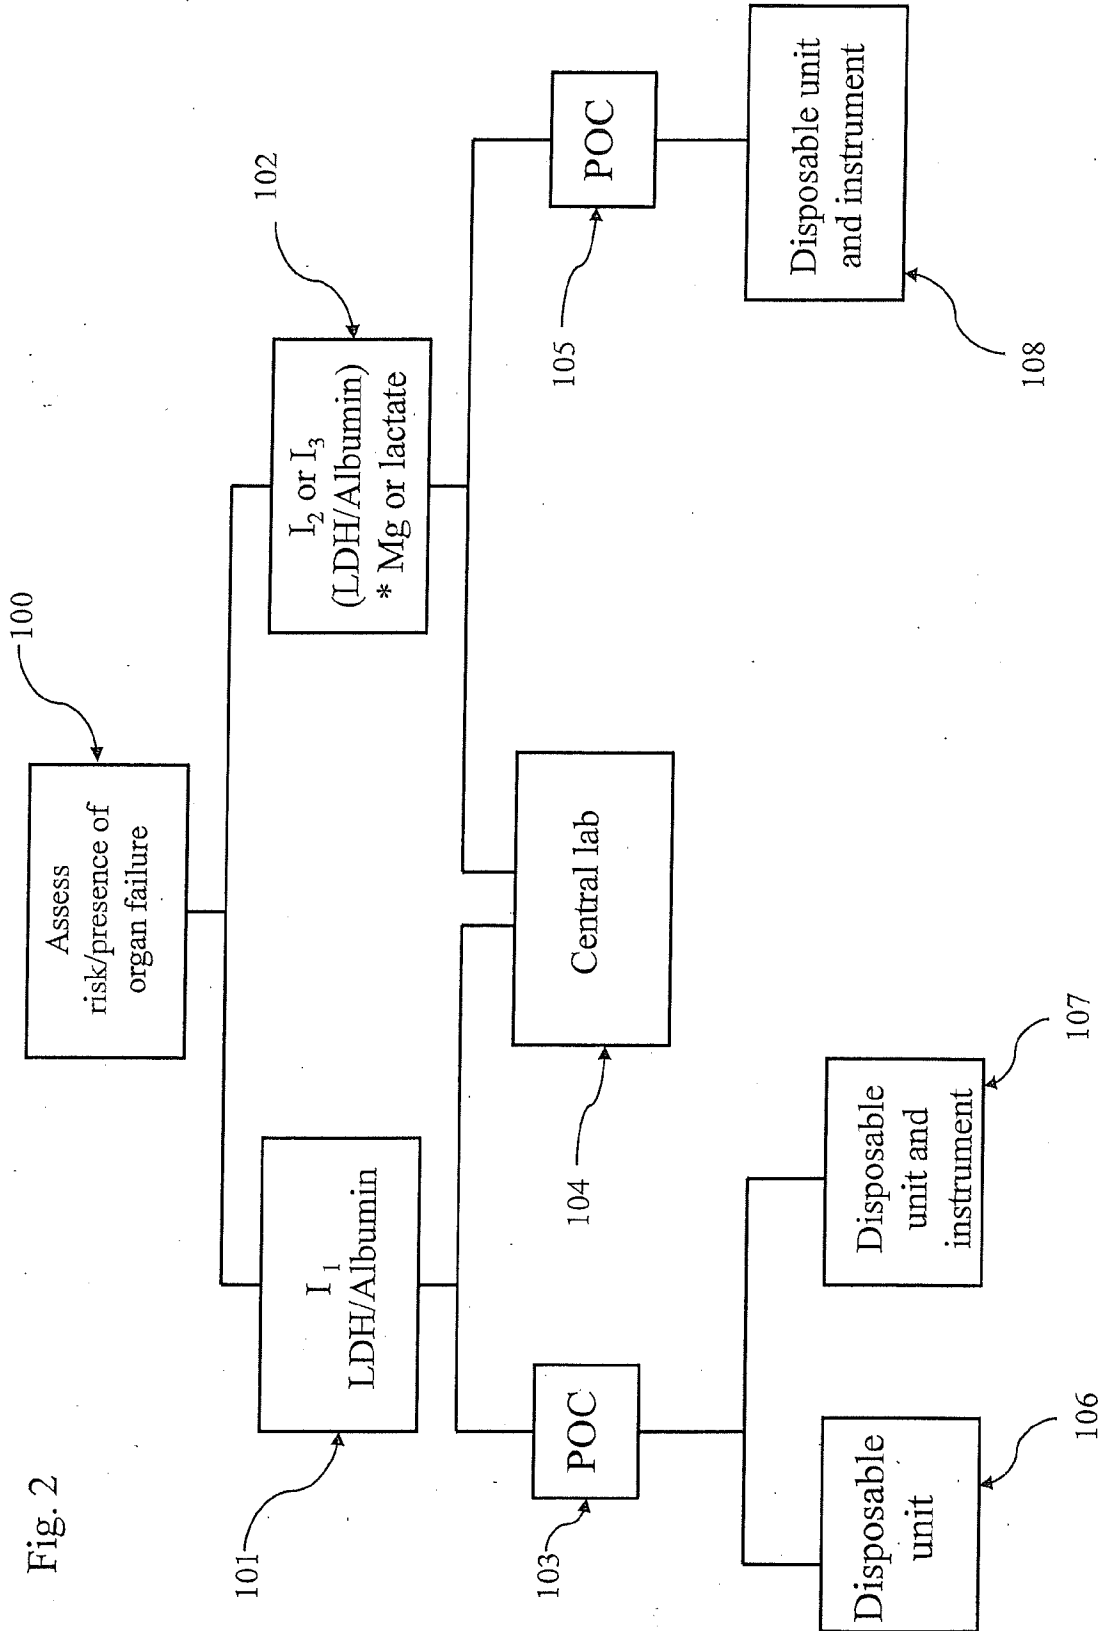 Fig. 2
100
Assess
risk/presence of
organ failure
101
I₁
LDH/Albumin
102
I₂ or I₃
(LDH/Albumin)
* Mg or lactate
103
POC
104
Central lab
105
POC
106
Disposable
unit
107
Disposable
unit and
instrument
108
Disposable unit
and instrument